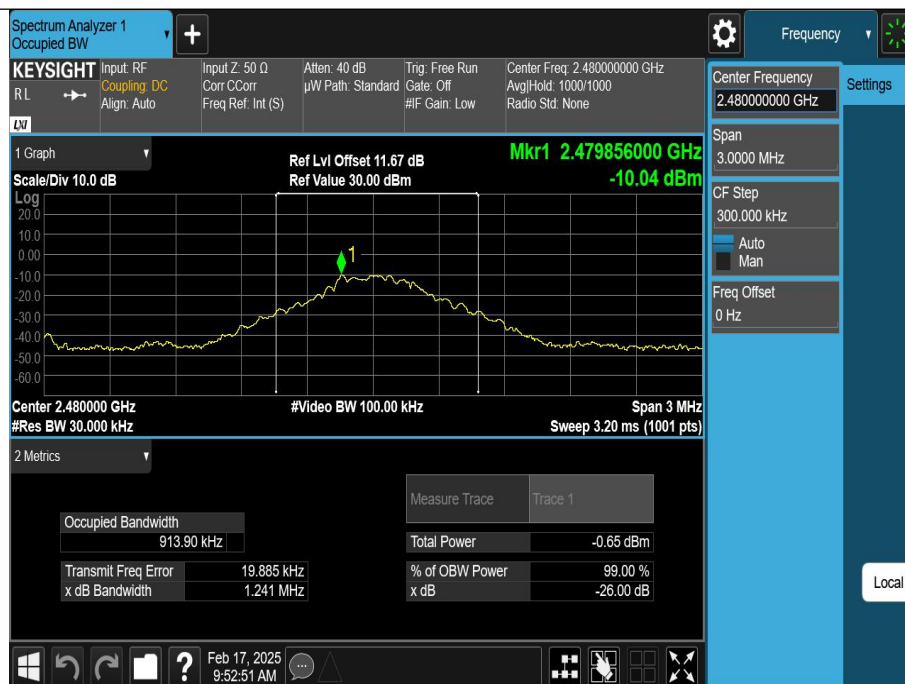 Spectrum Analyzer 1
Occupied BW
Frequency
KEYSIGHT
RL
LXI
Input: RF
Coupling: DC
Align: Auto
Input Z: 50 Ω
Corr CCorr
Freq Ref: Int (S)
Atten: 40 dB
µW Path: Standard
Trig: Free Run
Gate: Off
#IF Gain: Low
Center Freq: 2.480000000 GHz
Avg|Hold: 1000/1000
Radio Std: None
Center Frequency
2.480000000 GHz
Settings
Span
3.0000 MHz
CF Step
300.000 kHz
Auto
Man
Freq Offset
0 Hz
1 Graph
Scale/Div 10.0 dB
Ref Lvl Offset 11.67 dB
Ref Value 30.00 dBm
Mkr1 2.479856000 GHz
-10.04 dBm
Log
20.0
10.0
0.00
-10.0
-20.0
-30.0
-40.0
-50.0
-60.0
1
Center 2.480000 GHz
#Res BW 30.000 kHz
#Video BW 100.00 kHz
Span 3 MHz
Sweep 3.20 ms (1001 pts)
2 Metrics
Measure Trace
Trace 1
Occupied Bandwidth
913.90 kHz
Total Power
-0.65 dBm
Transmit Freq Error
19.885 kHz
% of OBW Power
99.00 %
x dB Bandwidth
1.241 MHz
x dB
-26.00 dB
Local
?
Feb 17, 2025
9:52:51 AM